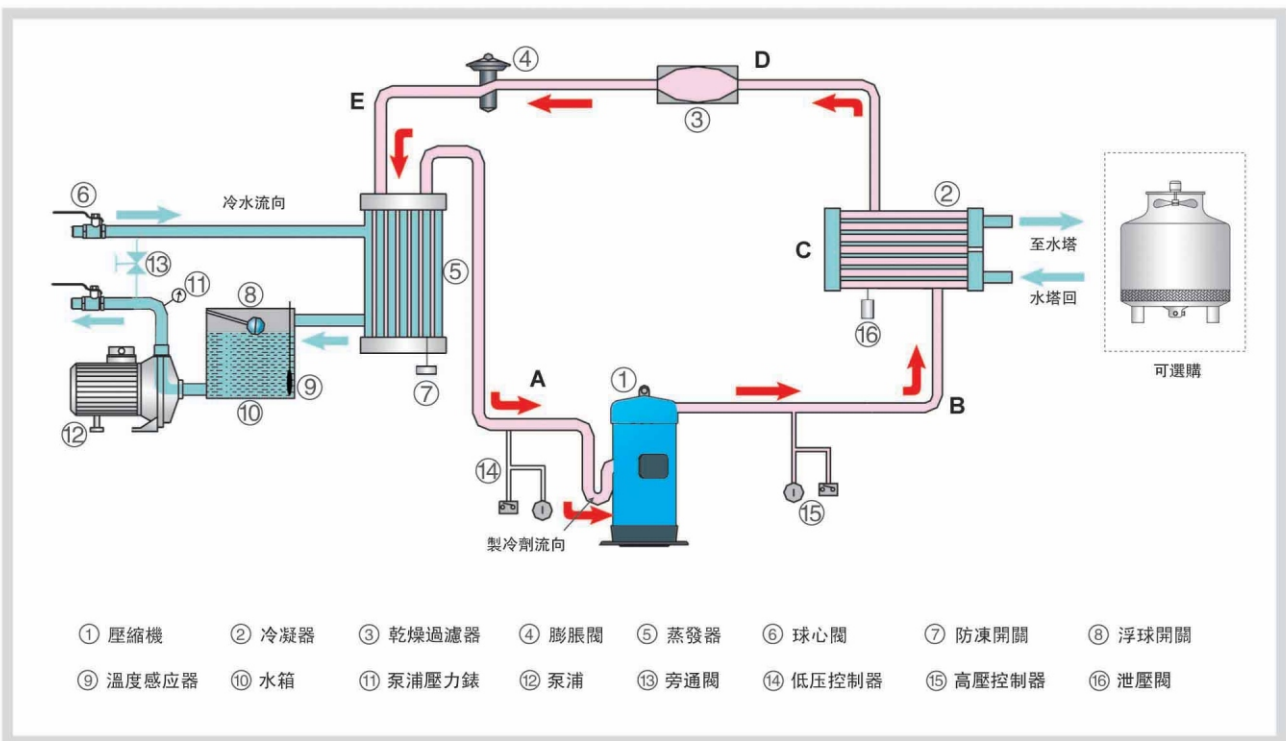 ④
D
E
③
⑥
冷水流向
②
至水塔
C
⑬
⑤
⑪
⑧
水塔回
⑯
可選購
⑨
⑦
A
①
⑩
B
⑫
⑭
⑮
製冷劑流向
① 壓縮機 ② 冷凝器 ③ 乾燥過濾器 ④ 膨脹閥 ⑤ 蒸發器 ⑥ 球心閥 ⑦ 防凍開關 ⑧ 浮球開關
⑨ 溫度感应器 ⑩ 水箱 ⑪ 泵浦壓力錶 ⑫ 泵浦 ⑬ 旁通閥 ⑭ 低压控制器 ⑮ 高壓控制器 ⑯ 泄壓閥